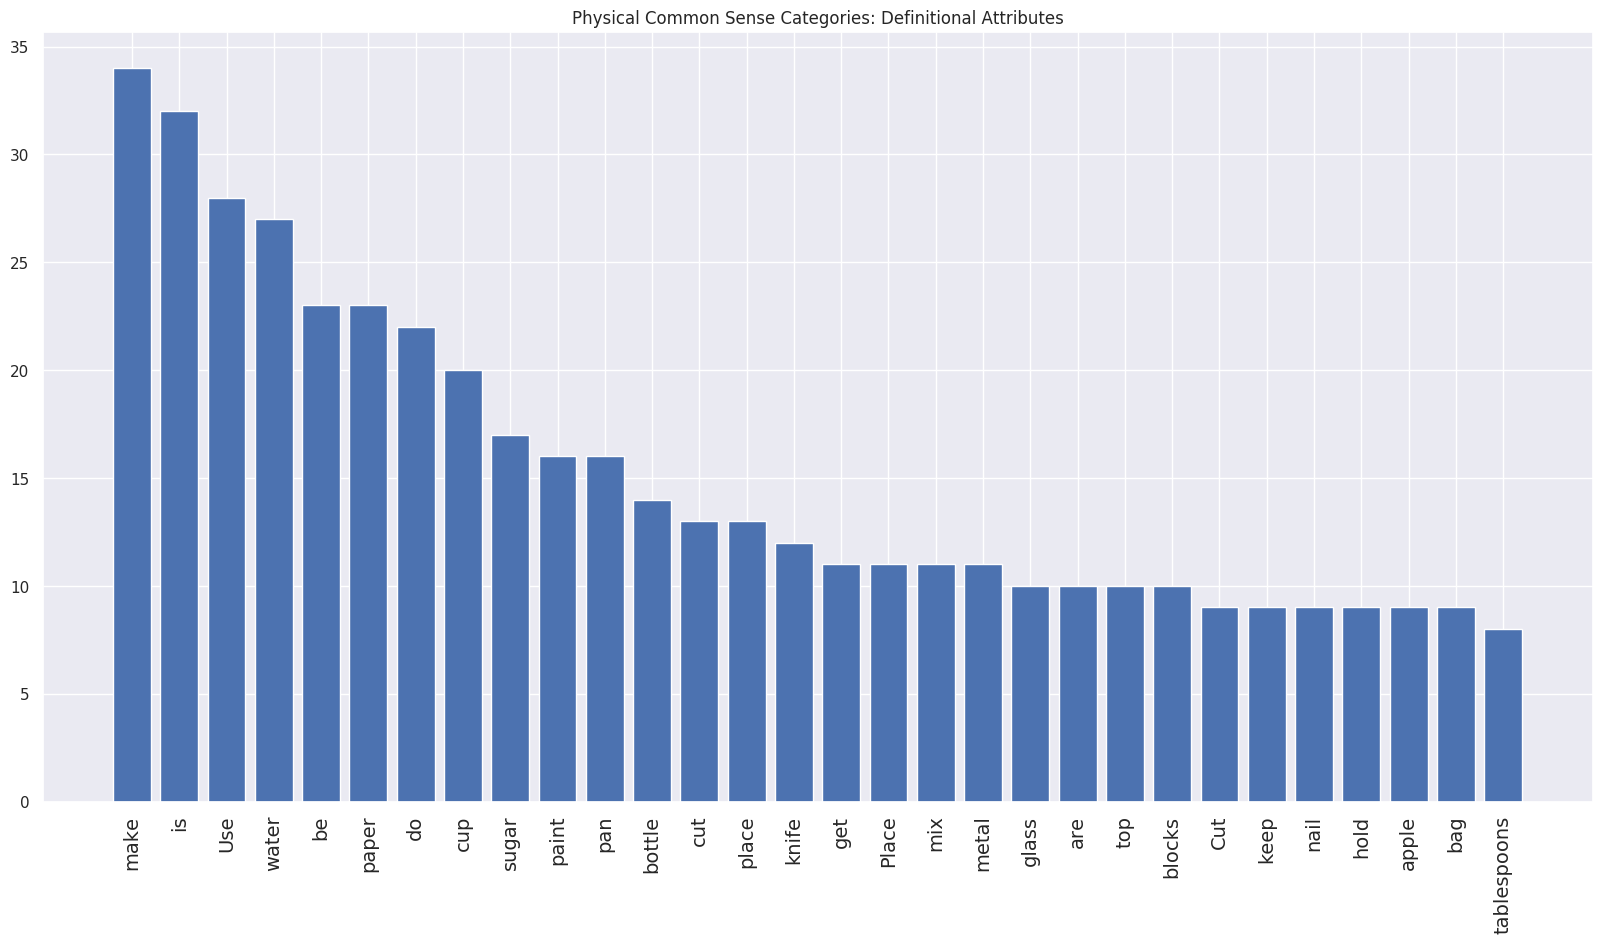 Physical Common Sense Categories: Definitional Attributes
35
30
25
20
15
10
5
0
make
is
Use
water
be
paper
do
cup
sugar
paint
pan
bottle
cut
place
knife
get
Place
mix
metal
glass
are
top
blocks
Cut
keep
nail
hold
apple
bag
tablespoons